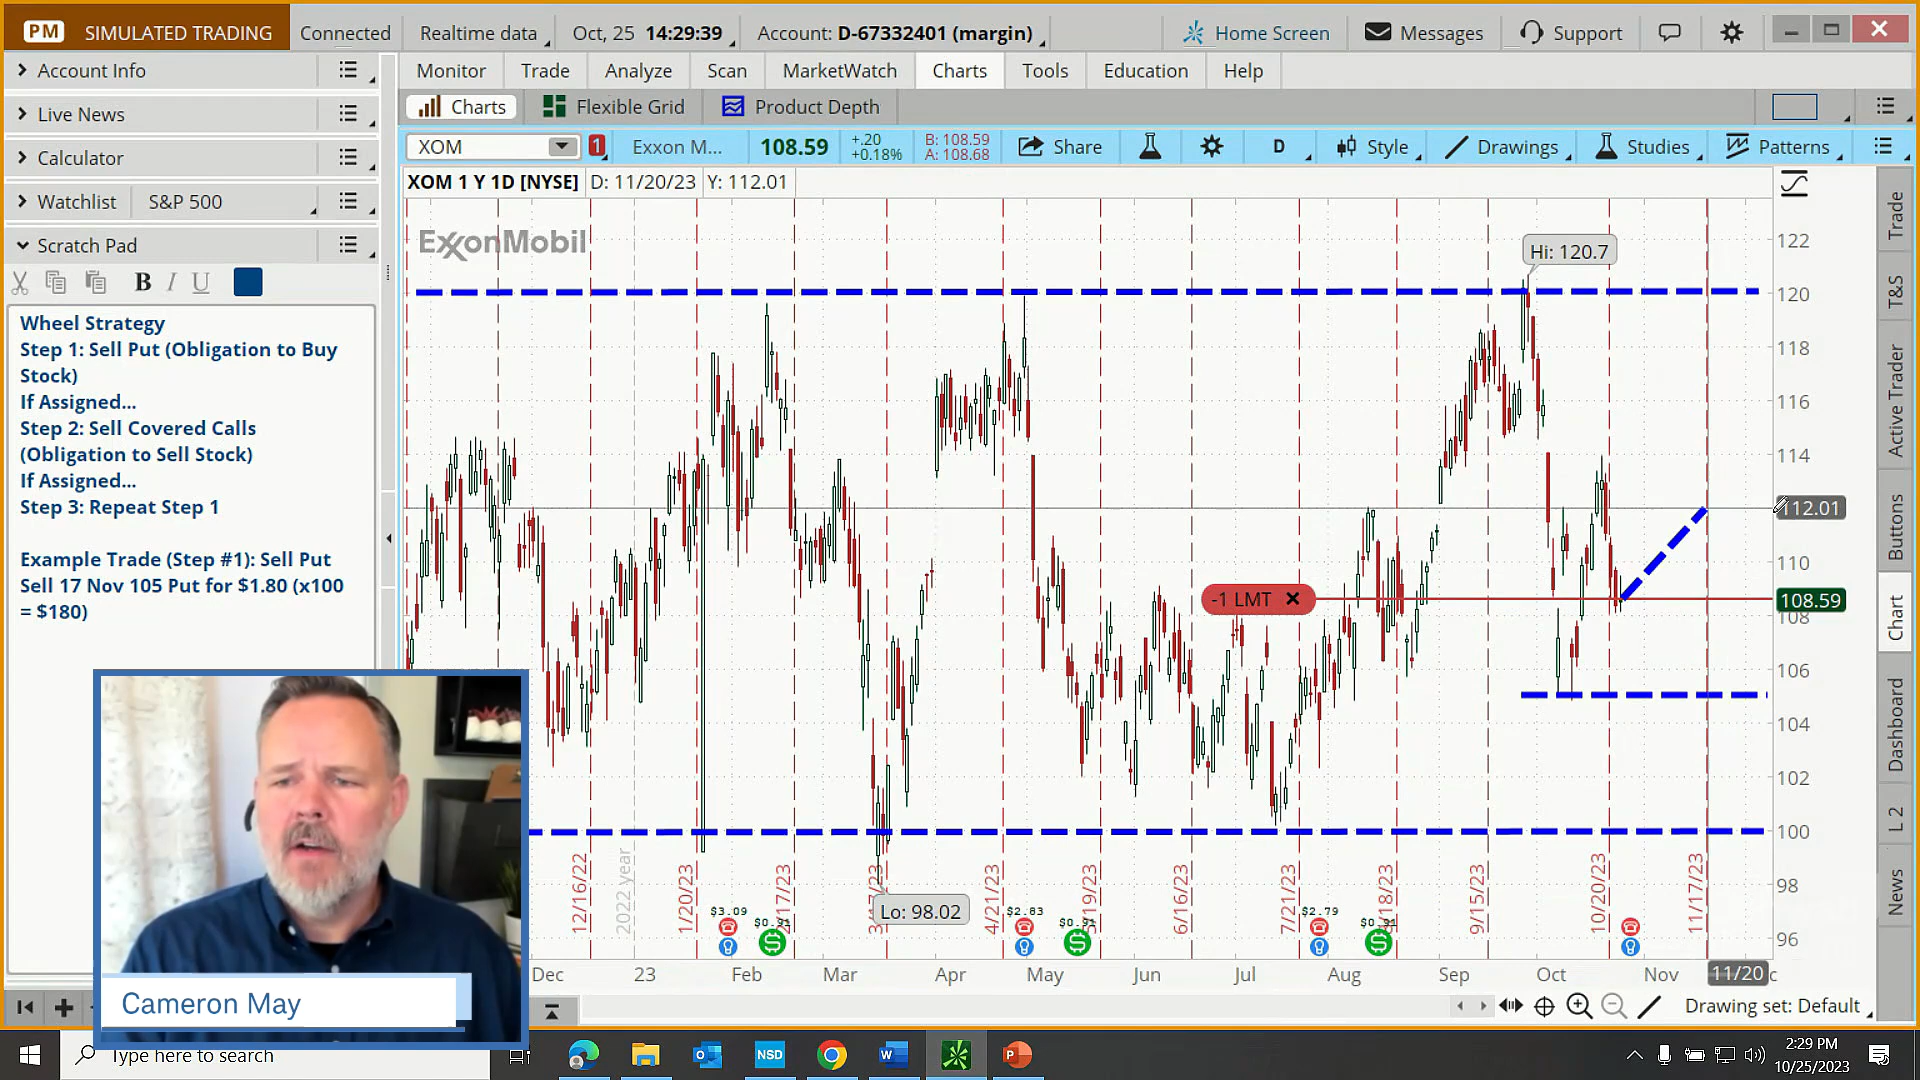 PM SIMULATED TRADING Connected Realtime data Oct, 25 14:29:39 Account: D-67332401 (margin) Home Screen Messages Support
Account Info
Live News
Calculator
Watchlist S&P 500
Scratch Pad
B I U
Wheel Strategy
Step 1: Sell Put (Obligation to Buy
Stock)
If Assigned...
Step 2: Sell Covered Calls
(Obligation to Sell Stock)
If Assigned...
Step 3: Repeat Step 1
Example Trade (Step #1): Sell Put
Sell 17 Nov 105 Put for $1.80 (x100
= $180)
Monitor Trade Analyze Scan MarketWatch Charts Tools Education Help
Charts Flexible Grid Product Depth
XOM 1 Exxon M... 108.59 +.20 +0.18% B: 108.59 A: 108.68 Share D Style Drawings Studies Patterns
XOM 1 Y 1D [NYSE] D: 11/20/23 Y: 112.01
ExxonMobil
Hi: 120.7
122
120
118
116
114
112.01
110
-1 LMT
108.59
108
106
104
102
100
98
96
Lo: 98.02
12/16/22
2022 year
1/20/23
4/21/23
6/16/23
7/21/23
9/15/23
10/20/23
11/17/23
$3.09
$2.83
$2.79
Dec 23 Feb Mar Apr May Jun Jul Aug Sep Oct Nov 11/20
Drawing set: Default
Trade
T&S
Active Trader
Buttons
Chart
Dashboard
L 2
News
Cameron May
Type here to search
NSD
2:29 PM
10/25/2023